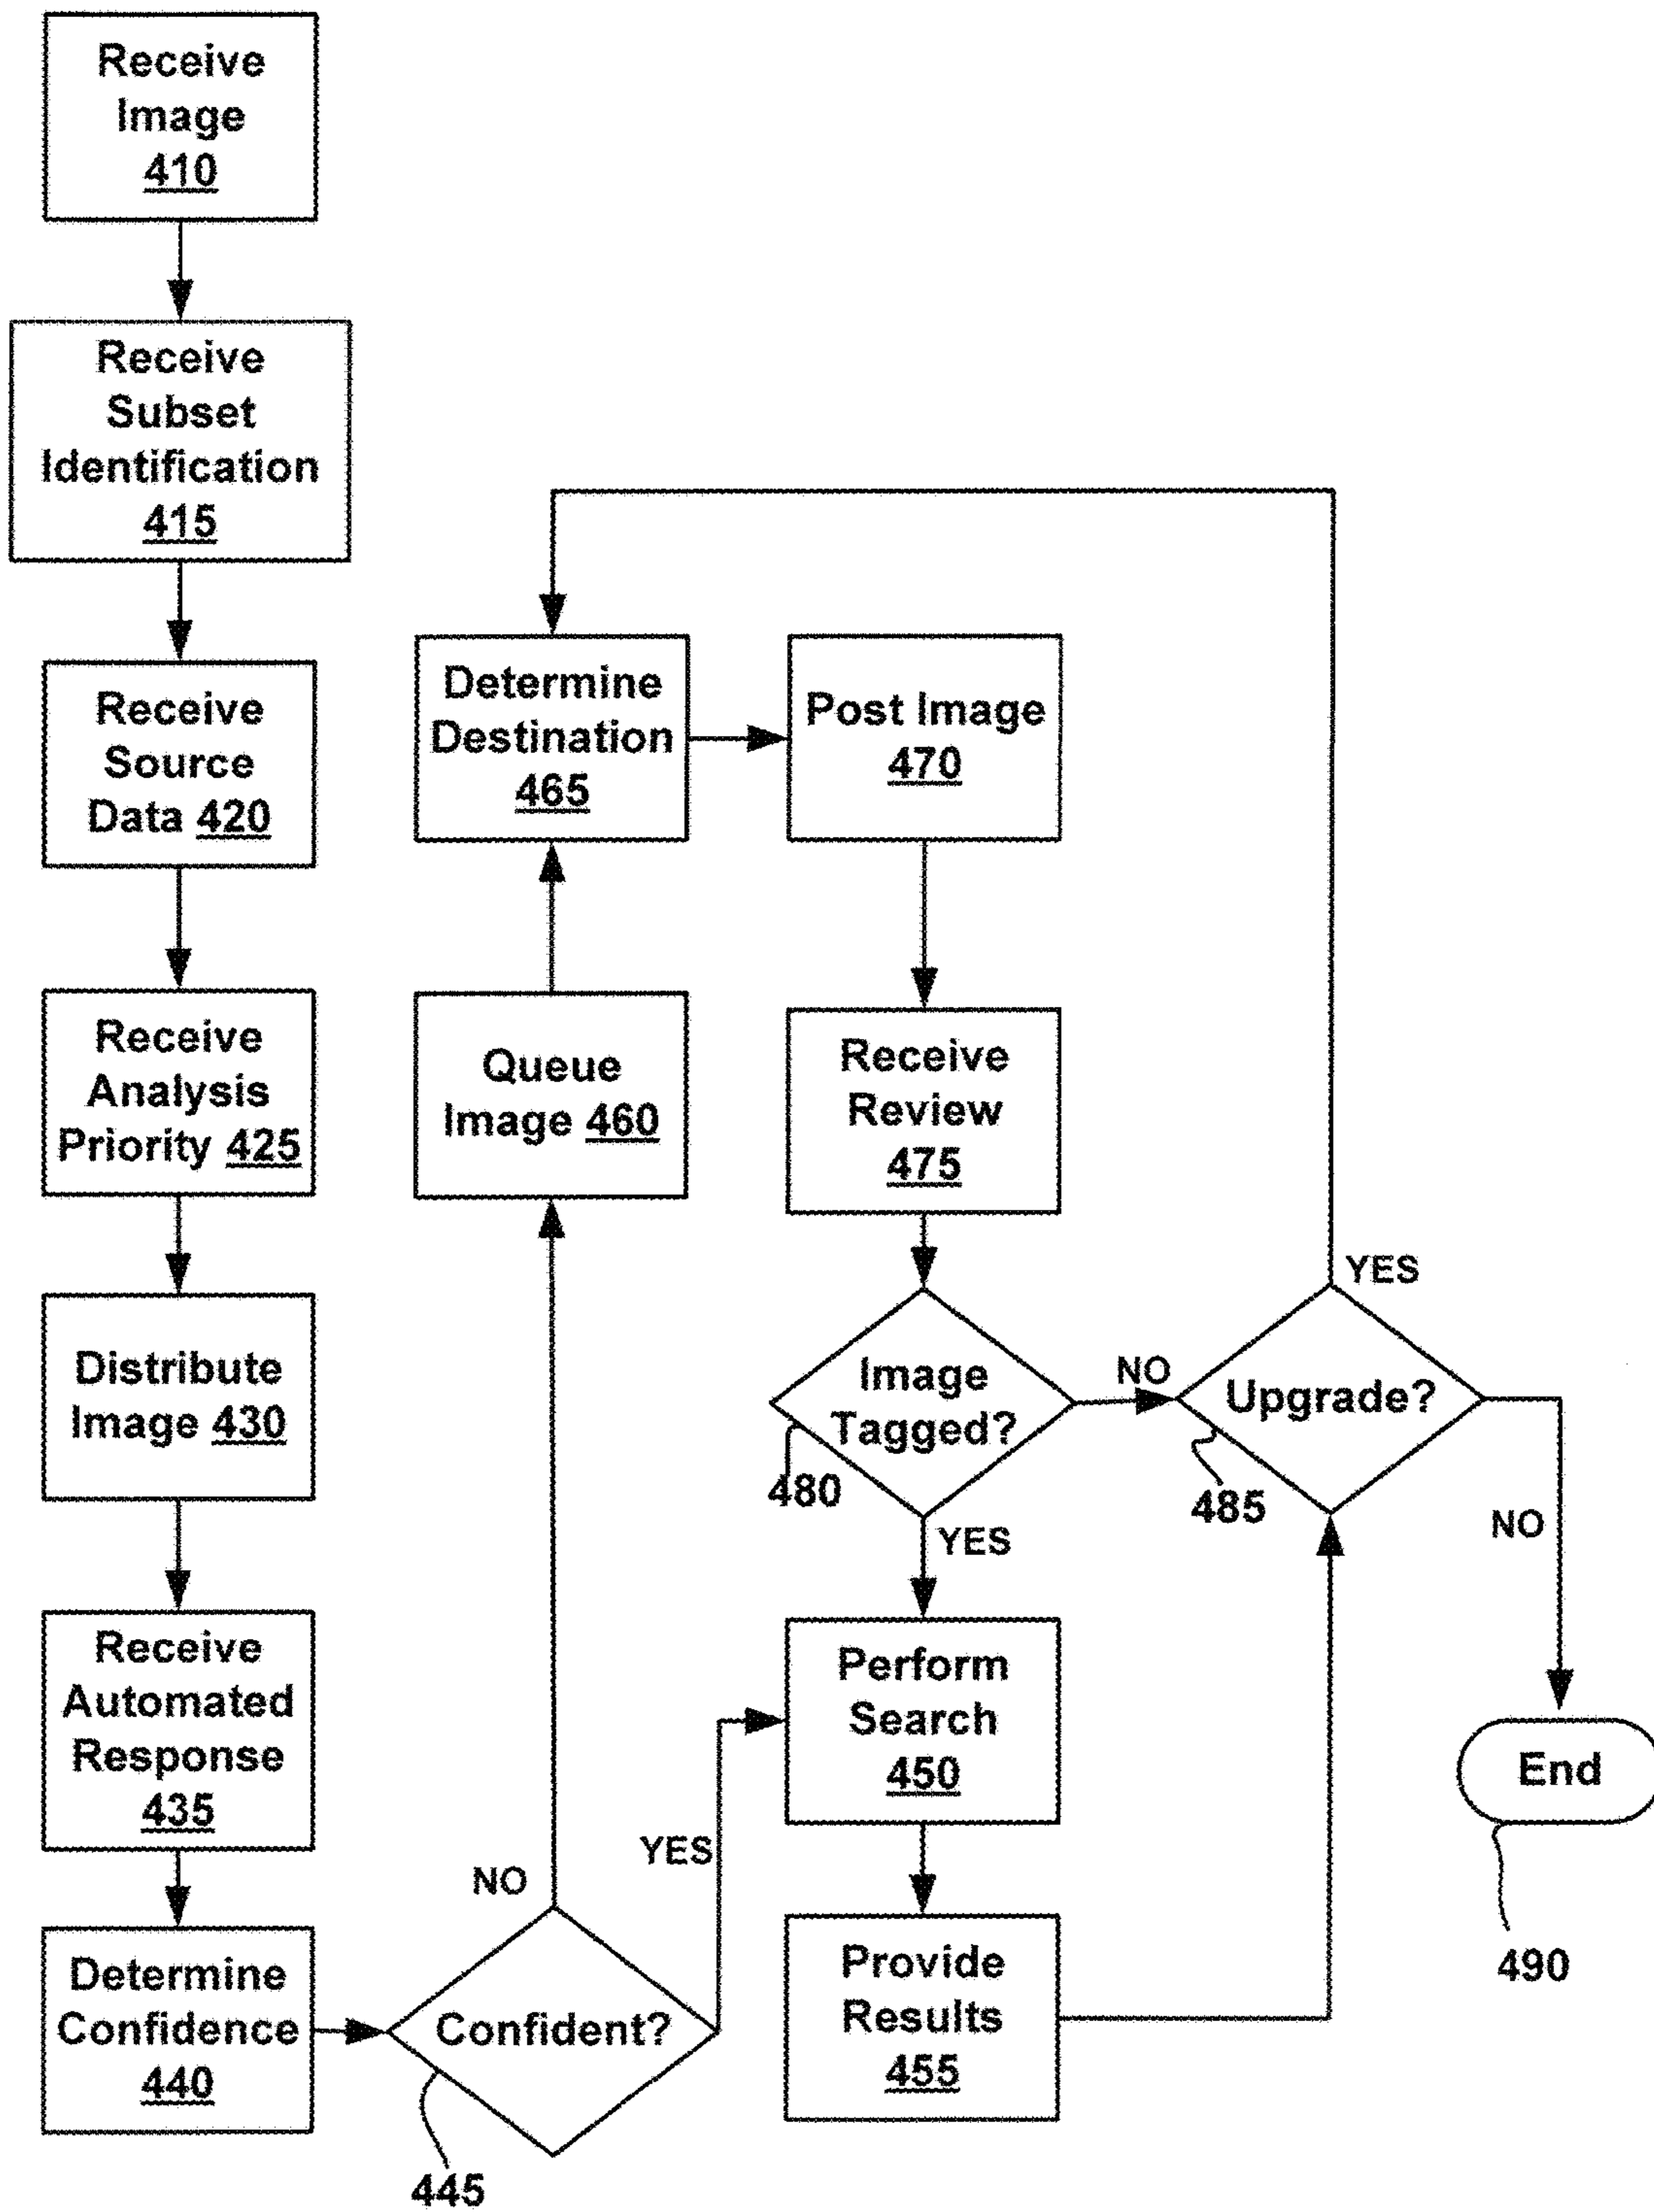 Receive
Image
410
Receive
Subset
Identification
415
Receive
Source
Data 420
Receive
Analysis
Priority 425
Distribute
Image 430
Receive
Automated
Response
435
Determine
Confidence
440
Confident?
445
NO
YES
Queue
Image 460
Determine
Destination
465
Post Image
470
Receive
Review
475
Image
Tagged?
480
NO
YES
Perform
Search
450
Provide
Results
455
Upgrade?
485
YES
NO
End
490